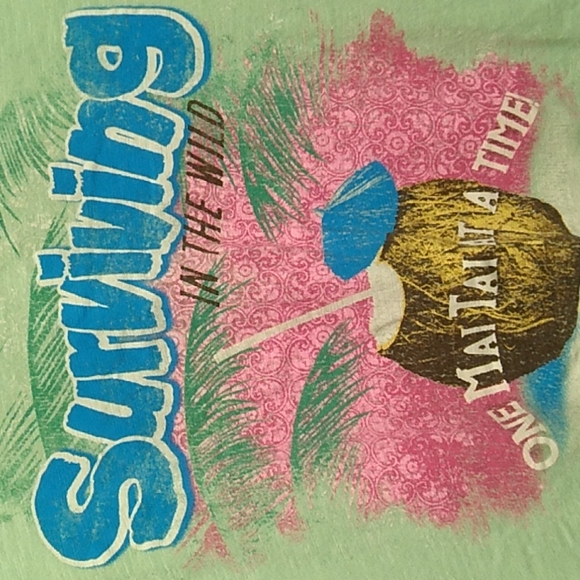 Surviving
IN THE WILD
ONE MAI TAI AT A TIME!